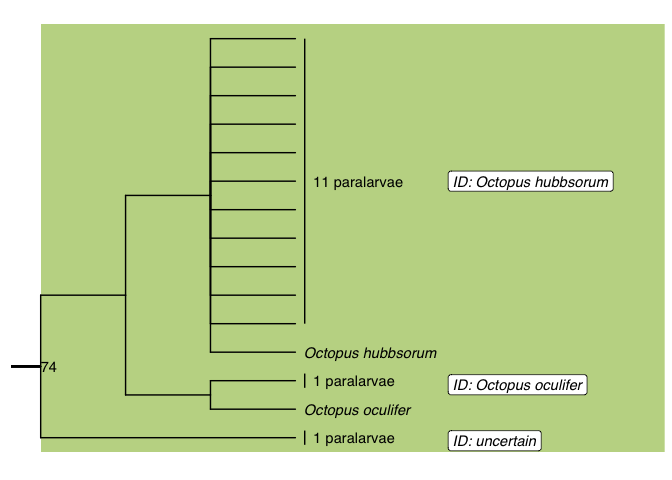 11 paralarvae
ID: Octopus hubbsorum
Octopus hubbsorum
74
1 paralarvae
ID: Octopus oculifer
Octopus oculifer
1 paralarvae
ID: uncertain